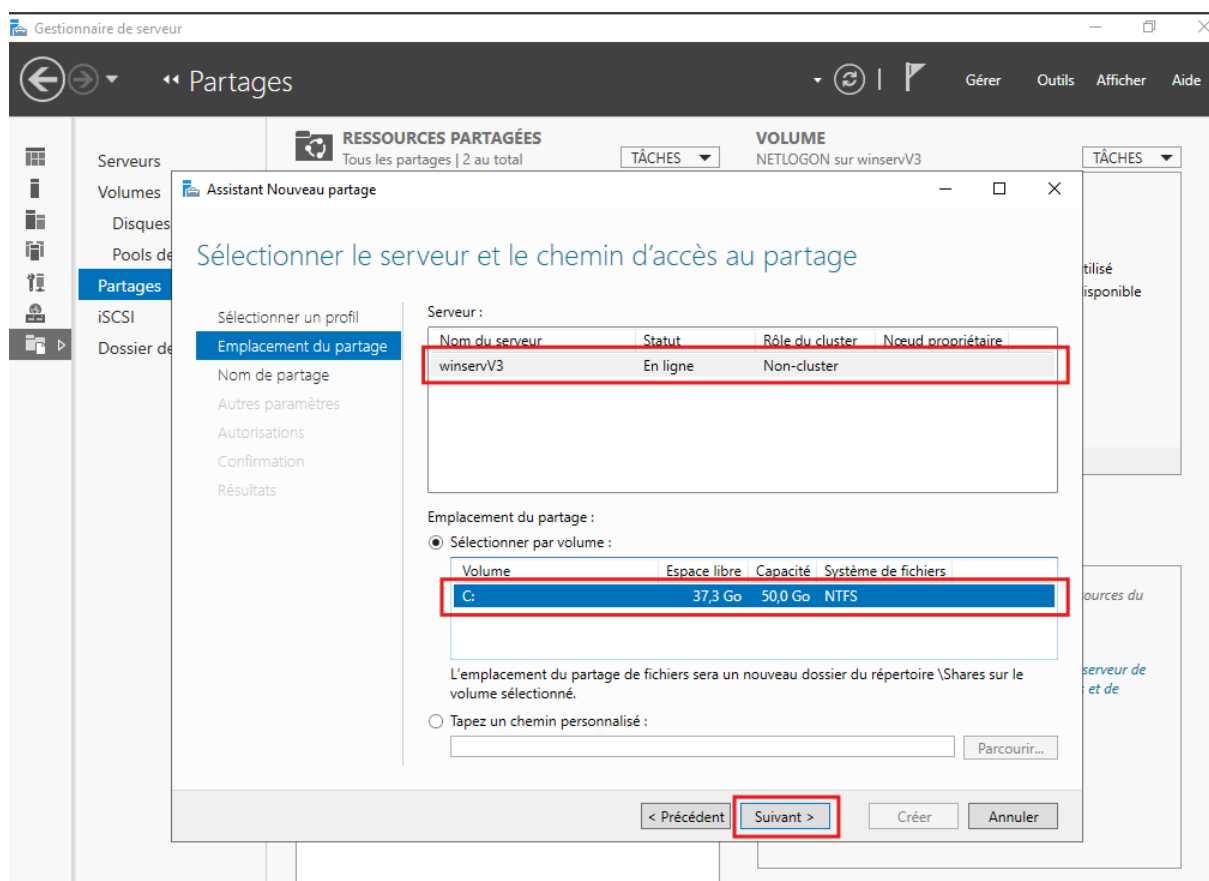 Gestionnaire de serveur
Partages
Gérer Outils Afficher Aide
Serveurs
Volumes
Disques
Pools de
Partages
iSCSI
Dossier de
RESSOURCES PARTAGÉES
Tous les partages | 2 au total
TÂCHES
VOLUME
NETLOGON sur winservV3
TÂCHES
tilisé
isponible
ources du
serveur de
et de
Assistant Nouveau partage
Sélectionner le serveur et le chemin d'accès au partage
Sélectionner un profil
Emplacement du partage
Nom de partage
Autres paramètres
Autorisations
Confirmation
Résultats
Serveur :
Nom du serveur Statut Rôle du cluster Nœud propriétaire
winservV3 En ligne Non-cluster
Emplacement du partage :
Sélectionner par volume :
Volume Espace libre Capacité Système de fichiers
C: 37,3 Go 50,0 Go NTFS
L'emplacement du partage de fichiers sera un nouveau dossier du répertoire \Shares sur le
volume sélectionné.
Tapez un chemin personnalisé :
Parcourir...
< Précédent Suivant > Créer Annuler